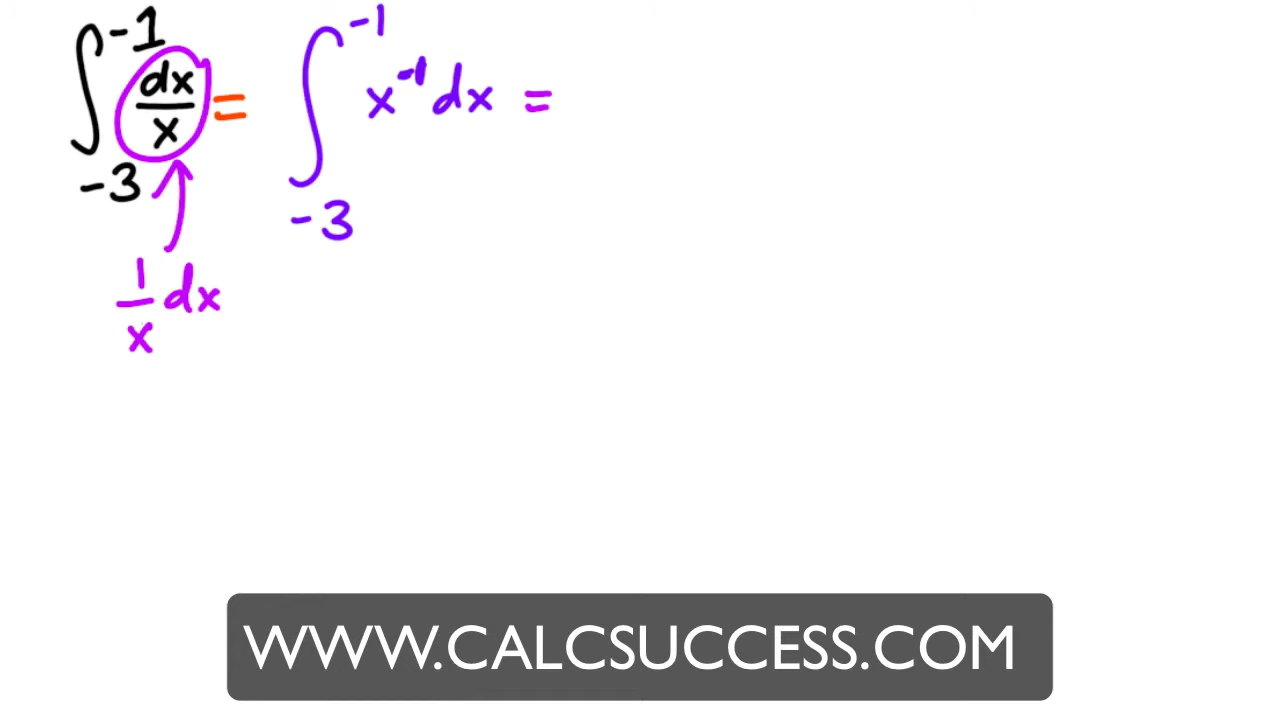 ∫_{-3}^{-1} dx/x = ∫_{-3}^{-1} x^{-1} dx =
1/x dx
WWW.CALCSUCCESS.COM